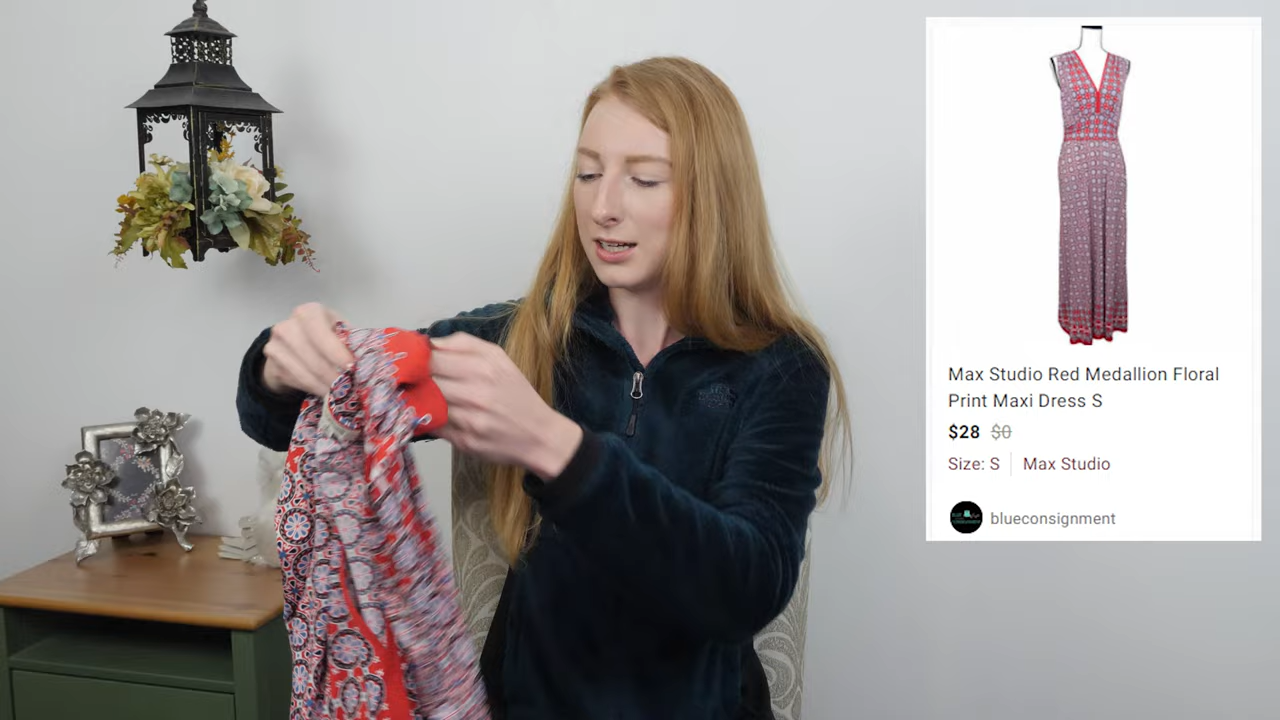 Max Studio Red Medallion Floral
Print Maxi Dress S
$28 $0
Size: S | Max Studio
blueconsignment